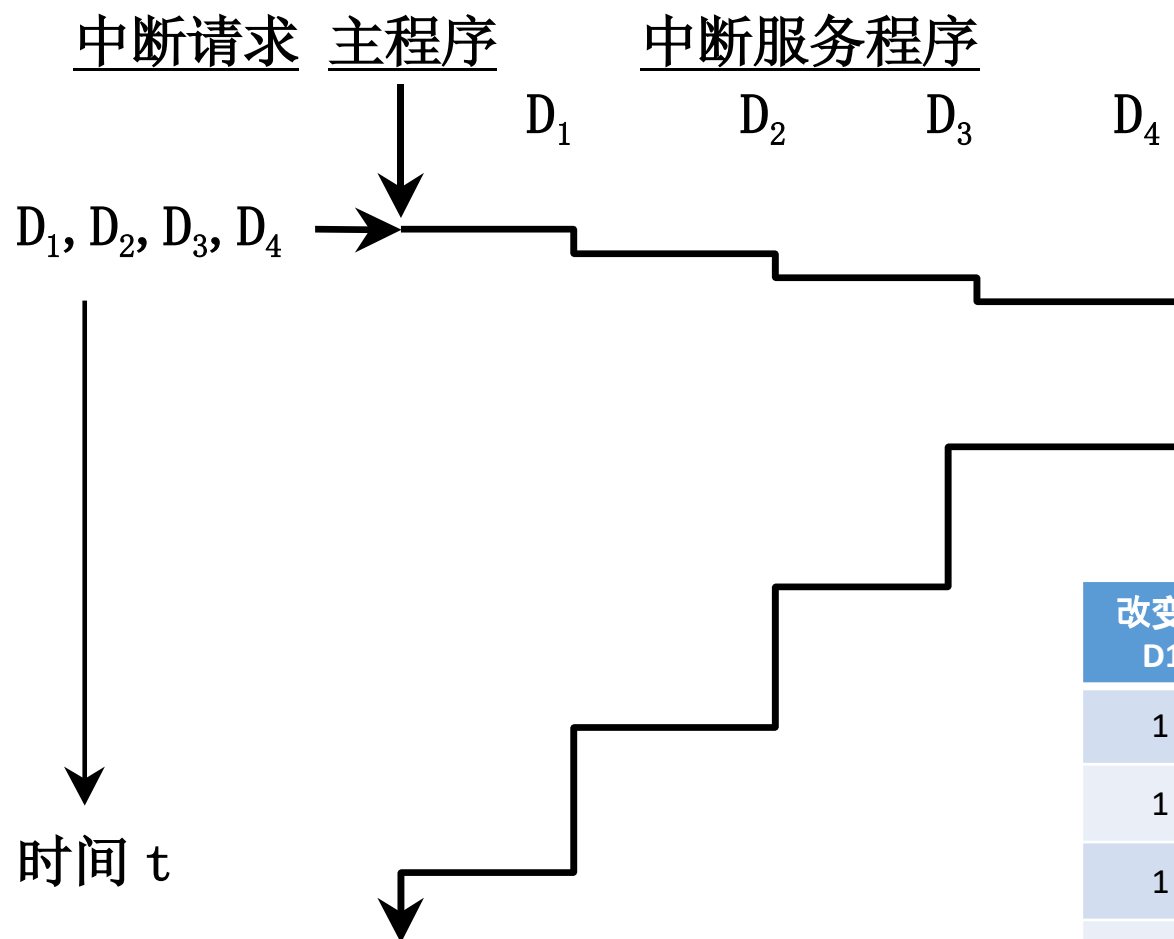 中断请求 主程序 中断服务程序
D₁ D₂ D₃ D₄
D₁, D₂, D₃, D₄
时间 t
D1
1
1
1